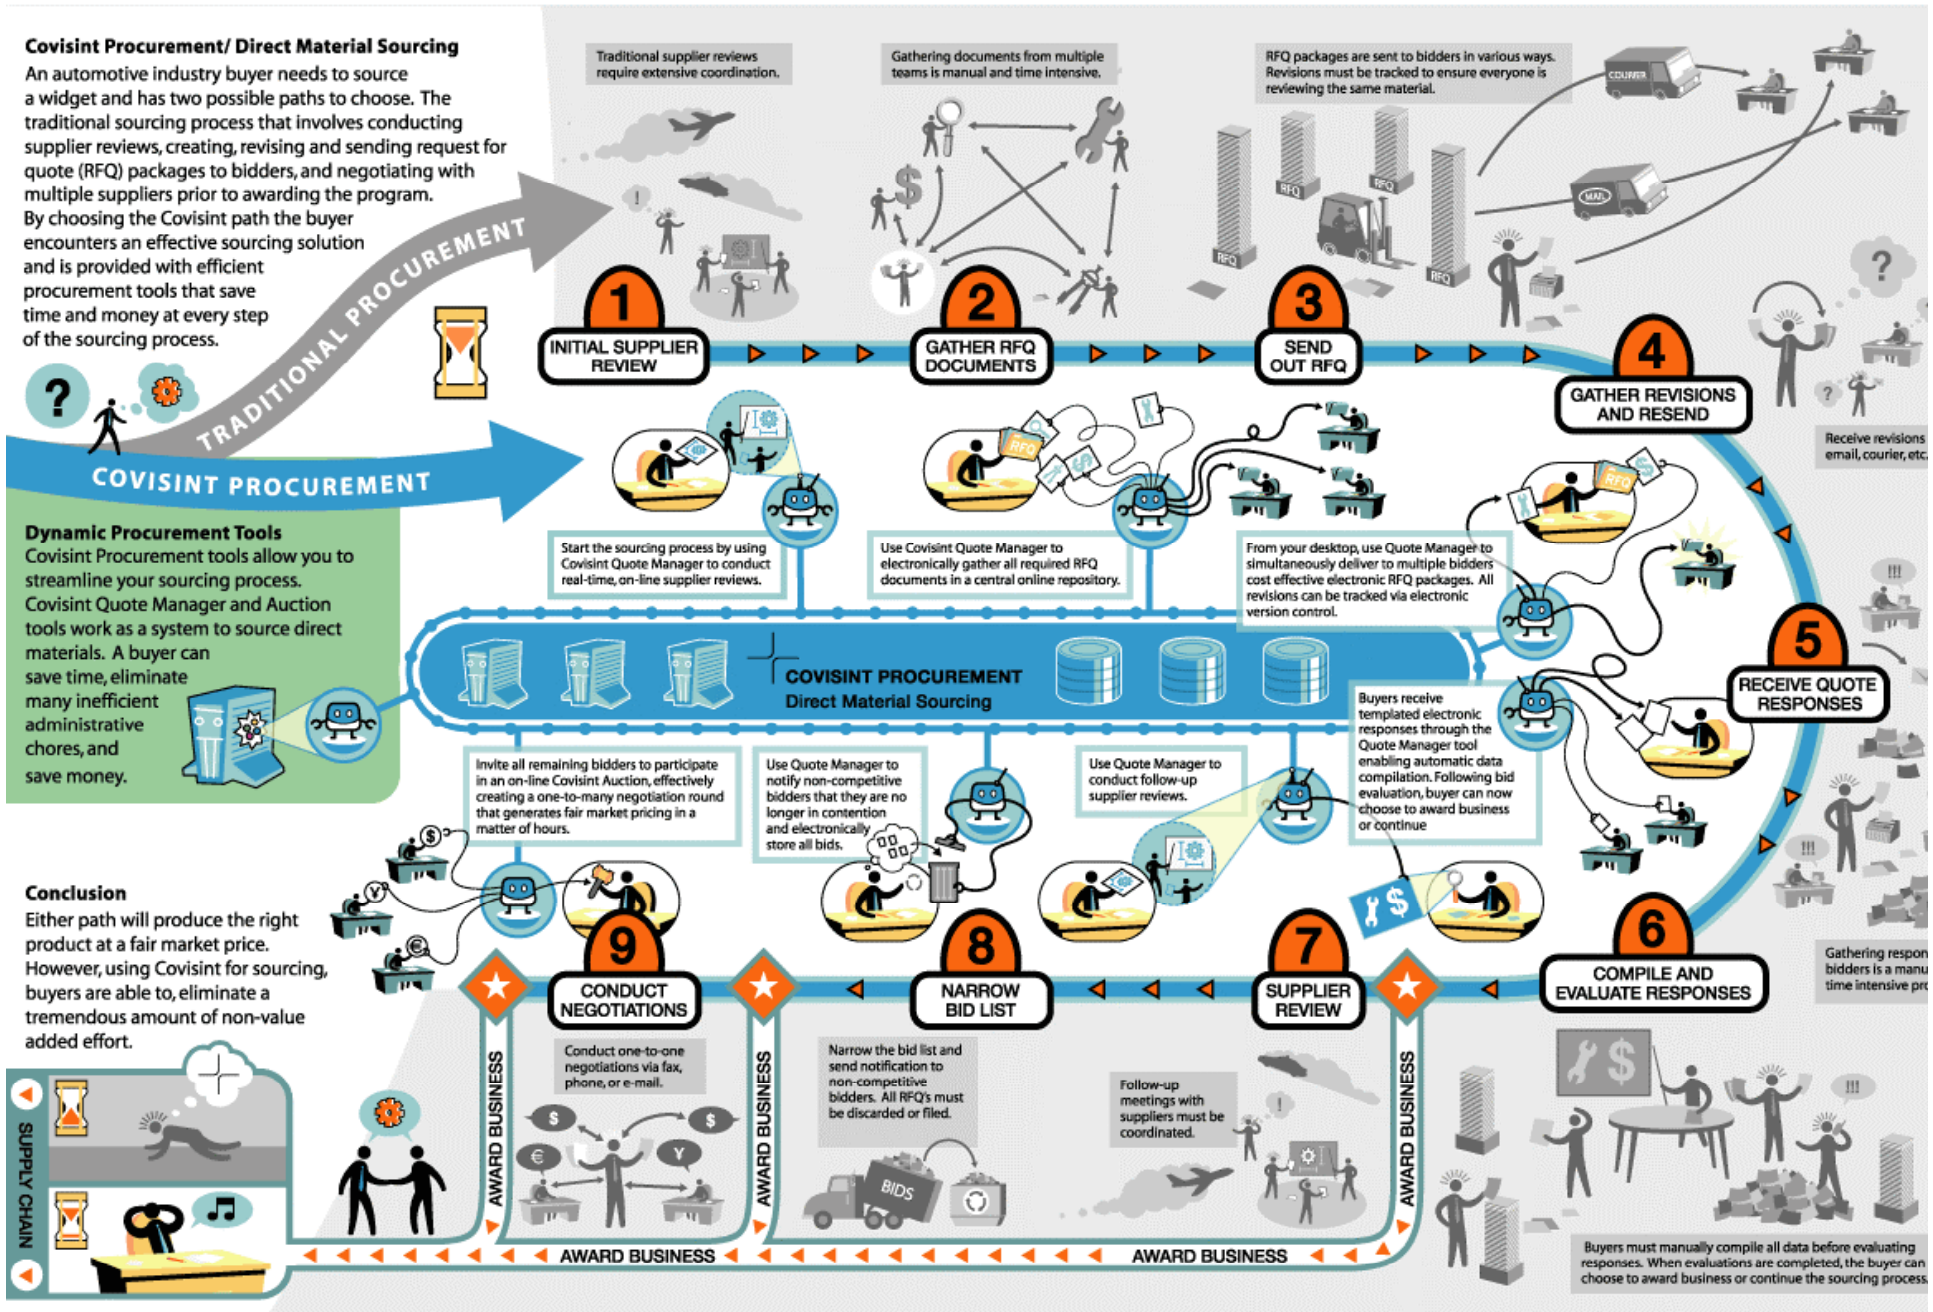 Covisint Procurement/ Direct Material Sourcing
An automotive industry buyer needs to source
a widget and has two possible paths to choose. The
traditional sourcing process that involves conducting
supplier reviews, creating, revising and sending request for
quote (RFQ) packages to bidders, and negotiating with
multiple suppliers prior to awarding the program.
By choosing the Covisint path the buyer
encounters an effective sourcing solution
and is provided with efficient
procurement tools that save
time and money at every step
of the sourcing process.
?
TRADITIONAL PROCUREMENT
COVISINT PROCUREMENT
Dynamic Procurement Tools
Covisint Procurement tools allow you to
streamline your sourcing process.
Covisint Quote Manager and Auction
tools work as a system to source direct
materials. A buyer can
save time, eliminate
many inefficient
administrative
chores, and
save money.
Conclusion
Either path will produce the right
product at a fair market price.
However, using Covisint for sourcing,
buyers are able to, eliminate a
tremendous amount of non-value
added effort.
SUPPLY CHAIN
Traditional supplier reviews
require extensive coordination.
!
Gathering documents from multiple
teams is manual and time intensive.
$
RFQ packages are sent to bidders in various ways.
Revisions must be tracked to ensure everyone is
reviewing the same material.
RFQ
RFQ
RFQ
RFQ
COURIER
MAIL
?
?
Receive revisions
email, courier, etc.
1
INITIAL SUPPLIER
REVIEW
2
GATHER RFQ
DOCUMENTS
3
SEND
OUT RFQ
4
GATHER REVISIONS
AND RESEND
5
RECEIVE QUOTE
RESPONSES
6
COMPILE AND
EVALUATE RESPONSES
7
SUPPLIER
REVIEW
8
NARROW
BID LIST
9
CONDUCT
NEGOTIATIONS
RFQ
$
RFQ
$
Start the sourcing process by using
Covisint Quote Manager to conduct
real-time, on-line supplier reviews.
Use Covisint Quote Manager to
electronically gather all required RFQ
documents in a central online repository.
From your desktop, use Quote Manager to
simultaneously deliver to multiple bidders
cost effective electronic RFQ packages. All
revisions can be tracked via electronic
version control.
COVISINT PROCUREMENT
Direct Material Sourcing
Buyers receive
templated electronic
responses through the
Quote Manager tool
enabling automatic data
compilation. Following bid
evaluation, buyer can now
choose to award business
or continue
Use Quote Manager to
conduct follow-up
supplier reviews.
Use Quote Manager to
notify non-competitive
bidders that they are no
longer in contention
and electronically
store all bids.
Invite all remaining bidders to participate
in an on-line Covisint Auction, effectively
creating a one-to-many negotiation round
that generates fair market pricing in a
matter of hours.
$
¥
€
$
!!!
!!!
Gathering respon
bidders is a manu
time intensive pro
AWARD BUSINESS
AWARD BUSINESS
AWARD BUSINESS
Conduct one-to-one
negotiations via fax,
phone, or e-mail.
$
$
€
¥
Narrow the bid list and
send notification to
non-competitive
bidders. All RFQ's must
be discarded or filed.
BIDS
Follow-up
meetings with
suppliers must be
coordinated.
!
$
!!!
Buyers must manually compile all data before evaluating
responses. When evaluations are completed, the buyer can
choose to award business or continue the sourcing process.
AWARD BUSINESS
AWARD BUSINESS